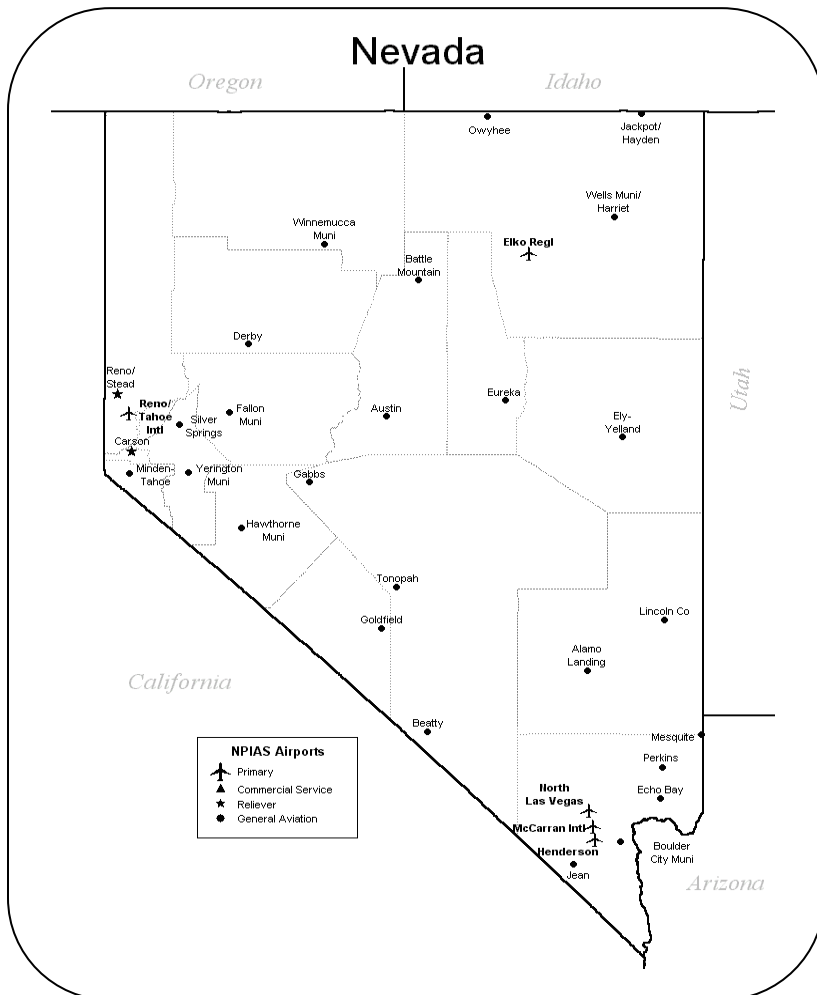 Nevada
Oregon
Idaho
Owyhee
Jackpot/
Hayden
Wells Muni/
Harriet
Winnemucca
Muni
Elko Regl
Battle
Mountain
Derby
Reno/
Stead
Utah
Reno/
Tahoe
Intl
Silver
Springs
Fallon
Muni
Austin
Eureka
Ely-
Yelland
Carson
Minden-
Tahoe
Yerington
Muni
Gabbs
Hawthorne
Muni
Tonopah
Goldfield
Lincoln Co
Alamo
Landing
California
Beatty
Mesquite
NPIAS Airports
Primary
Commercial Service
Reliever
General Aviation
Perkins
Echo Bay
North
Las Vegas
McCarran Intl
Henderson
Boulder
City Muni
Jean
Arizona